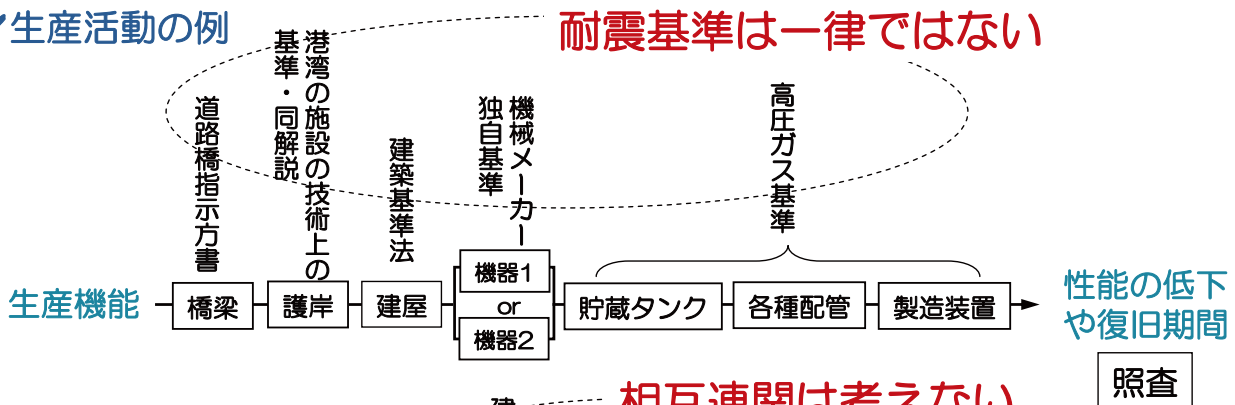 生産活動の例
耐震基準は一律ではない
道路橋指示方書
港湾の施設の技術上の
基準・同解説
建築基準法
機械メーカー
独自基準
高圧ガス基準
生産機能
橋梁
護岸
建屋
機器1
or
機器2
貯蔵タンク
各種配管
製造装置
性能の低下
や復旧期間
照査
建
相互連関は考えない